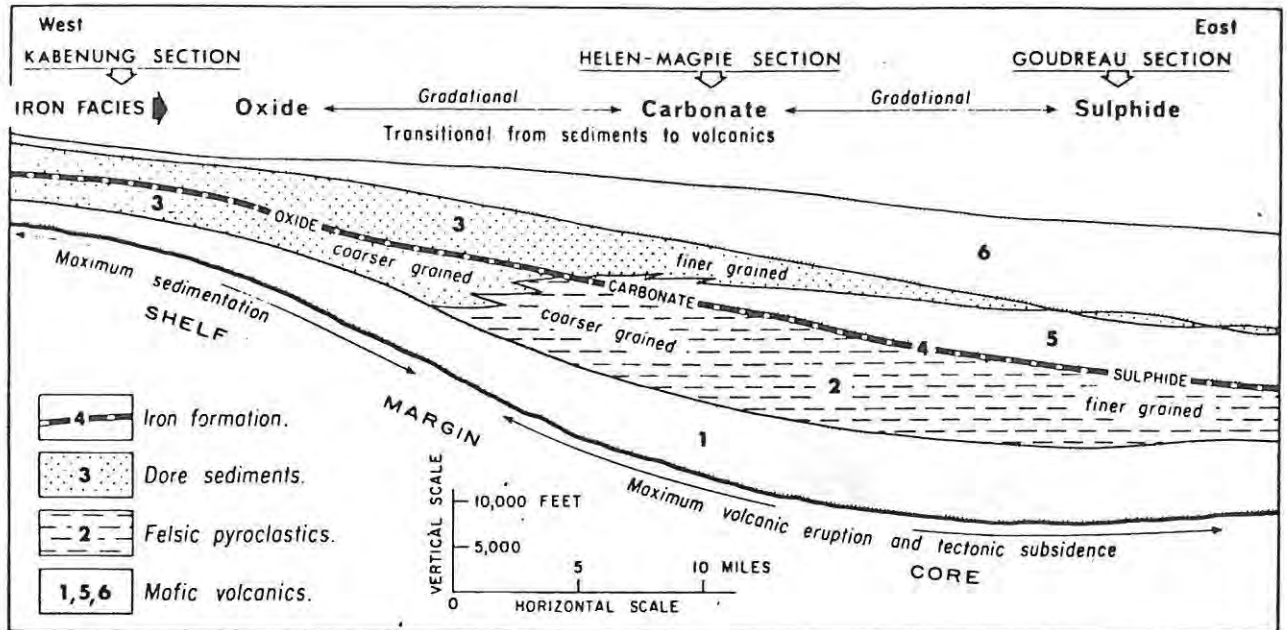 West
East
KABENUNG SECTION
HELEN-MAGPIE SECTION
GOUDREAU SECTION
IRON FACIES
Oxide
Gradational
Carbonate
Gradational
Sulphide
Transitional from sediments to volcanics
3
OXIDE
3
coarser grained
finer grained
6
CARBONATE
coarser grained
4
5
SULPHIDE
2
finer grained
Maximum sedimentation
SHELF
MARGIN
1
Maximum volcanic eruption and tectonic subsidence
CORE
4 Iron formation.
3 Dore sediments.
2 Felsic pyroclastics.
1,5,6 Mafic volcanics.
VERTICAL SCALE
10,000 FEET
5,000
0
5
10 MILES
HORIZONTAL SCALE